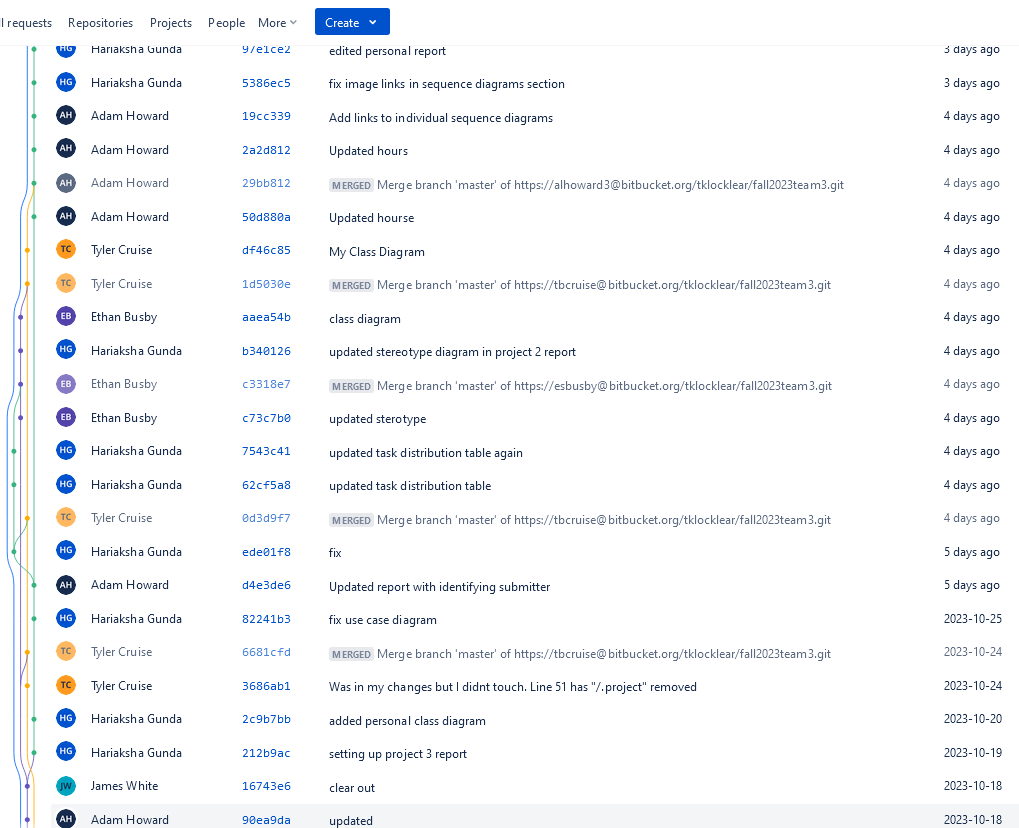 ll requests Repositories Projects People More Create
HG Hariaksha Gunda 97e1ce2 edited personal report 3 days ago
HG Hariaksha Gunda 5386ec5 fix image links in sequence diagrams section 3 days ago
AH Adam Howard 19cc339 Add links to individual sequence diagrams 4 days ago
AH Adam Howard 2a2d812 Updated hours 4 days ago
AH Adam Howard 29bb812 MERGED Merge branch 'master' of https://alhoward3@bitbucket.org/tklocklear/fall2023team3.git 4 days ago
AH Adam Howard 50d880a Updated hourse 4 days ago
TC Tyler Cruise df46c85 My Class Diagram 4 days ago
TC Tyler Cruise 1d5030e MERGED Merge branch 'master' of https://tbcruise@bitbucket.org/tklocklear/fall2023team3.git 4 days ago
EB Ethan Busby aaea54b class diagram 4 days ago
HG Hariaksha Gunda b340126 updated stereotype diagram in project 2 report 4 days ago
EB Ethan Busby c3318e7 MERGED Merge branch 'master' of https://esbusby@bitbucket.org/tklocklear/fall2023team3.git 4 days ago
EB Ethan Busby c73c7b0 updated sterotype 4 days ago
HG Hariaksha Gunda 7543c41 updated task distribution table again 4 days ago
HG Hariaksha Gunda 62cf5a8 updated task distribution table 4 days ago
TC Tyler Cruise 0d3d9f7 MERGED Merge branch 'master' of https://tbcruise@bitbucket.org/tklocklear/fall2023team3.git 4 days ago
HG Hariaksha Gunda ede01f8 fix 5 days ago
AH Adam Howard d4e3de6 Updated report with identifying submitter 5 days ago
HG Hariaksha Gunda 82241b3 fix use case diagram 2023-10-25
TC Tyler Cruise 6681cfd MERGED Merge branch 'master' of https://tbcruise@bitbucket.org/tklocklear/fall2023team3.git 2023-10-24
TC Tyler Cruise 3686ab1 Was in my changes but I didnt touch. Line 51 has "/.project" removed 2023-10-24
HG Hariaksha Gunda 2c9b7bb added personal class diagram 2023-10-20
HG Hariaksha Gunda 212b9ac setting up project 3 report 2023-10-19
JW James White 16743e6 clear out 2023-10-18
AH Adam Howard 90ea9da updated 2023-10-18